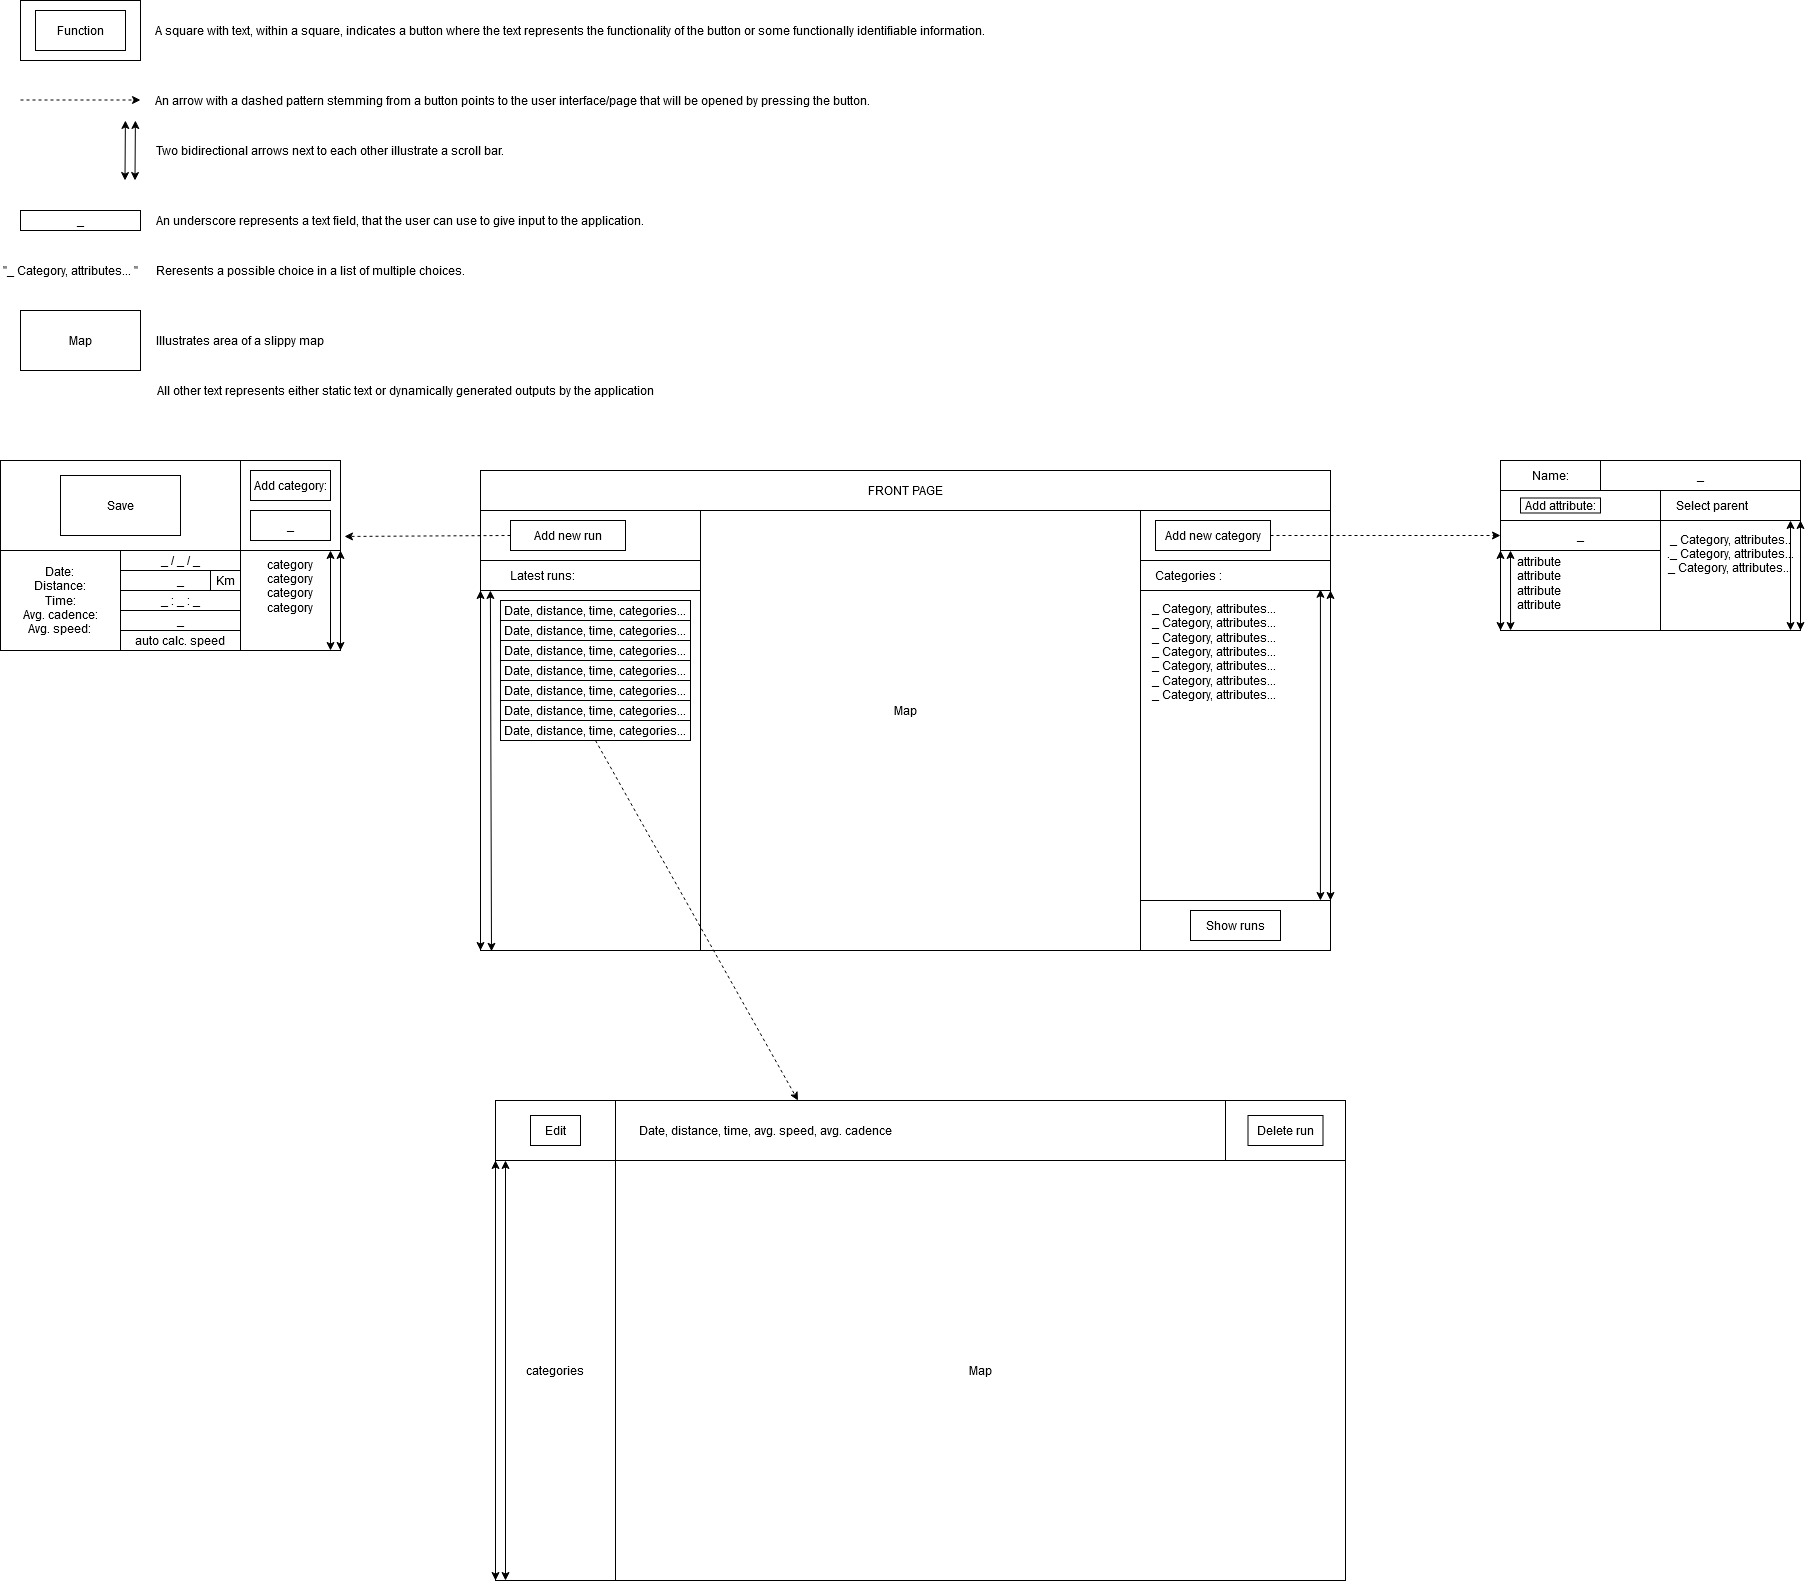 Function
A square with text, within a square, indicates a button where the text represents the functionality of the button or some functionally identifiable information.
An arrow with a dashed pattern stemming from a button points to the user interface/page that will be opened by pressing the button.
Two bidirectional arrows next to each other illustrate a scroll bar.
_
An underscore represents a text field, that the user can use to give input to the application.
"_ Category, attributes... "
Reresents a possible choice in a list of multiple choices.
Map
Illustrates area of a slippy map
All other text represents either static text or dynamically generated outputs by the application
Save
Add category:
_
Date:
Distance:
Time:
Avg. cadence:
Avg. speed:
_ / _ / _
_
Km
_ : _ : _
_
auto calc. speed
category
category
category
category
FRONT PAGE
Add new run
Latest runs:
Date, distance, time, categories...
Date, distance, time, categories...
Date, distance, time, categories...
Date, distance, time, categories...
Date, distance, time, categories...
Date, distance, time, categories...
Date, distance, time, categories...
Map
Add new category
Categories :
_ Category, attributes...
_ Category, attributes...
_ Category, attributes...
_ Category, attributes...
_ Category, attributes...
_ Category, attributes...
_ Category, attributes...
Show runs
Name:
_
Add attribute:
Select parent
_
attribute
attribute
attribute
attribute
_ Category, attributes..
._ Category, attributes...
_ Category, attributes..
Edit
Date, distance, time, avg. speed, avg. cadence
Delete run
categories
Map